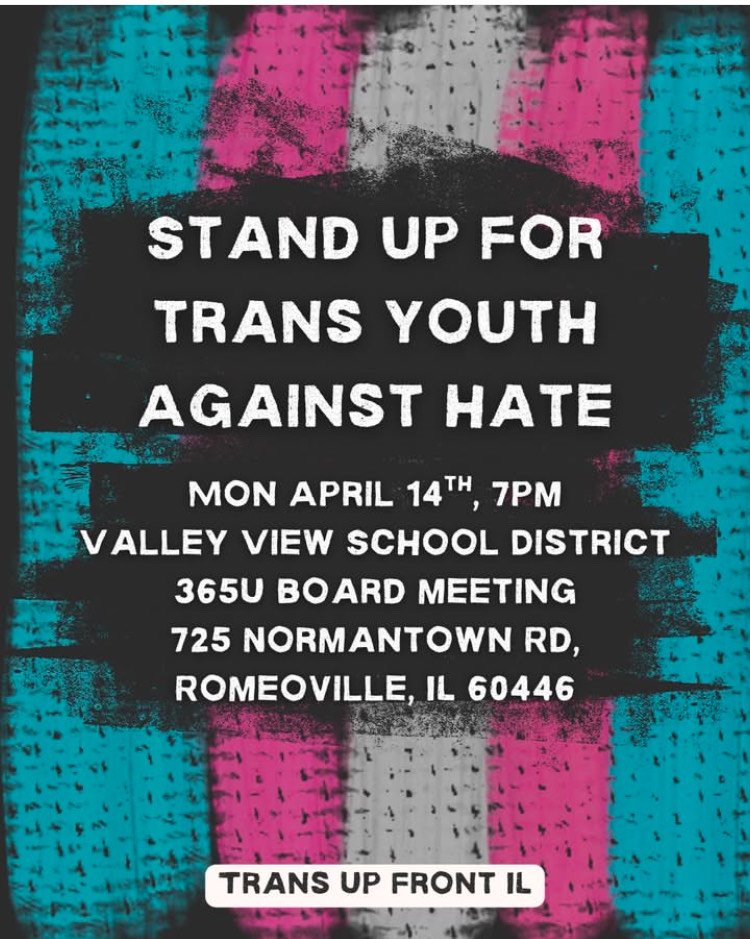 STAND UP FOR
TRANS YOUTH
AGAINST HATE
MON APRIL 14TH, 7PM
VALLEY VIEW SCHOOL DISTRICT
365U BOARD MEETING
725 NORMANTOWN RD,
ROMEOVILLE, IL 60446
TRANS UP FRONT IL